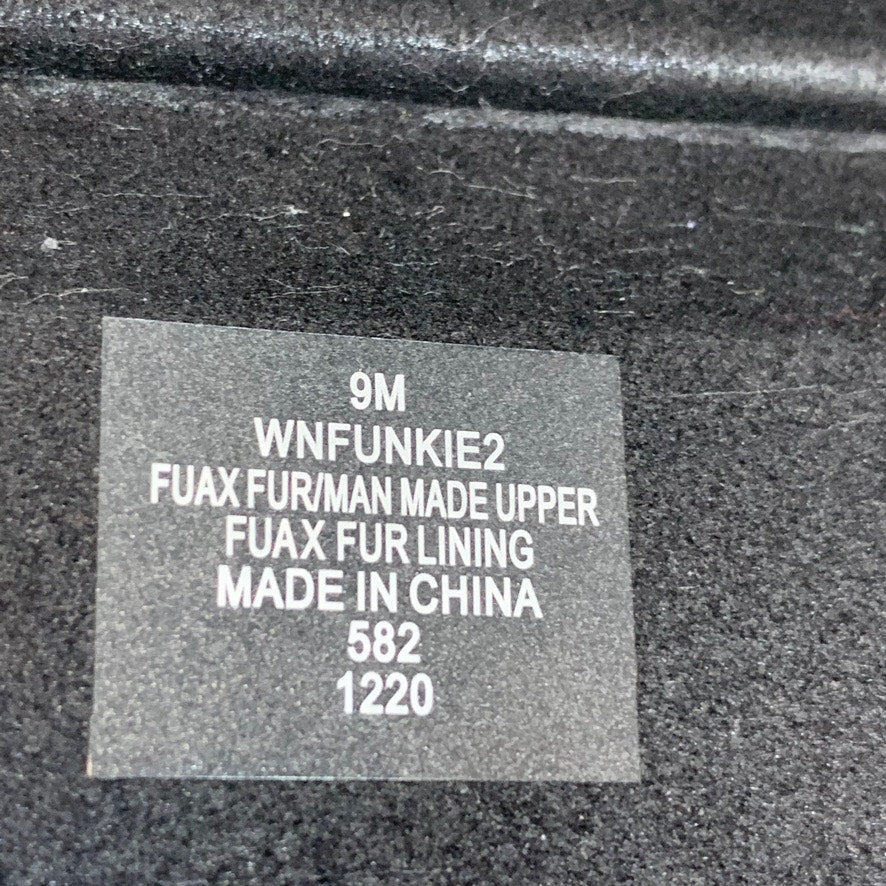 9M
WNFUNKIE2
FUAX FUR/MAN MADE UPPER
FUAX FUR LINING
MADE IN CHINA
582
1220